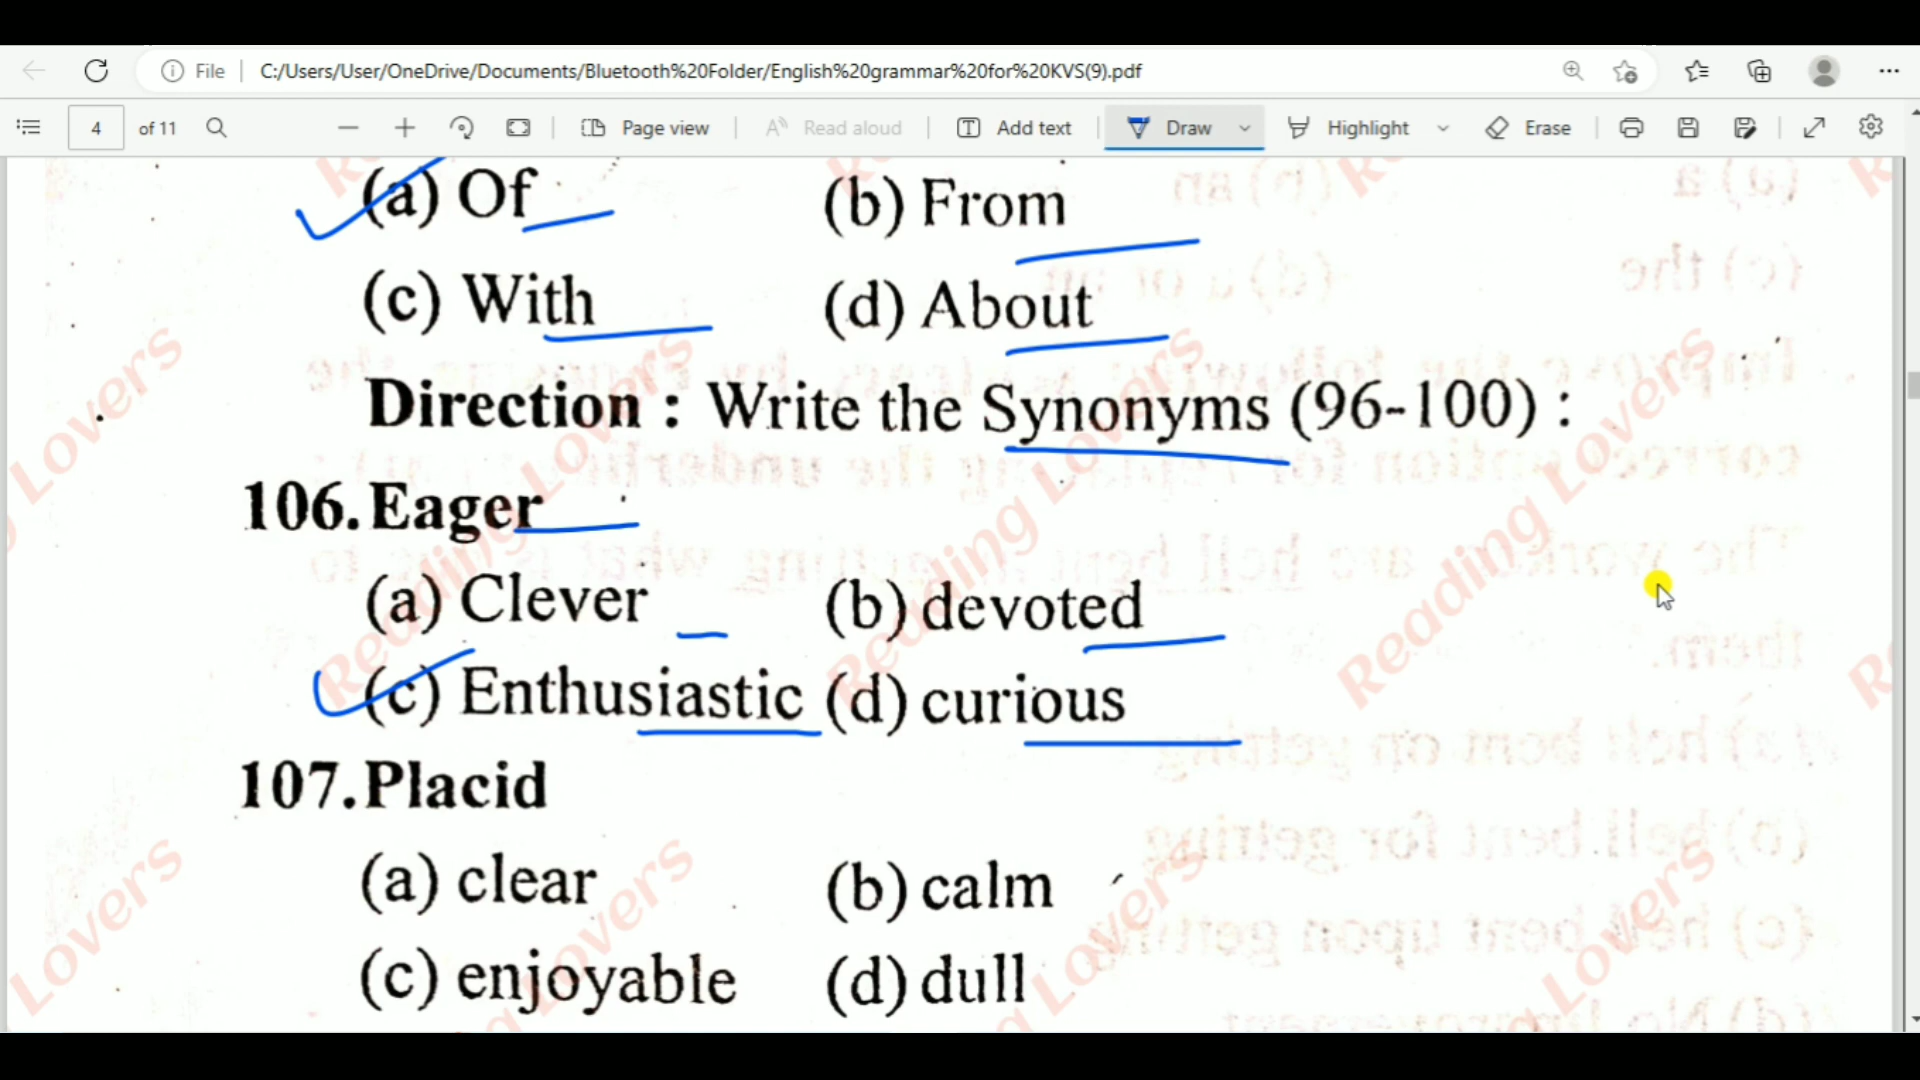 File C:/Users/User/OneDrive/Documents/Bluetooth%20Folder/English%20grammar%20for%20KVS(9).pdf
4 of 11 Page view Read aloud Add text Draw Highlight Erase
(a) Of (b) From
(c) With (d) About
Direction : Write the Synonyms (96-100) :
106. Eager
(a) Clever (b) devoted
(c) Enthusiastic (d) curious
107. Placid
(a) clear (b) calm
(c) enjoyable (d) dull
Reading Lovers